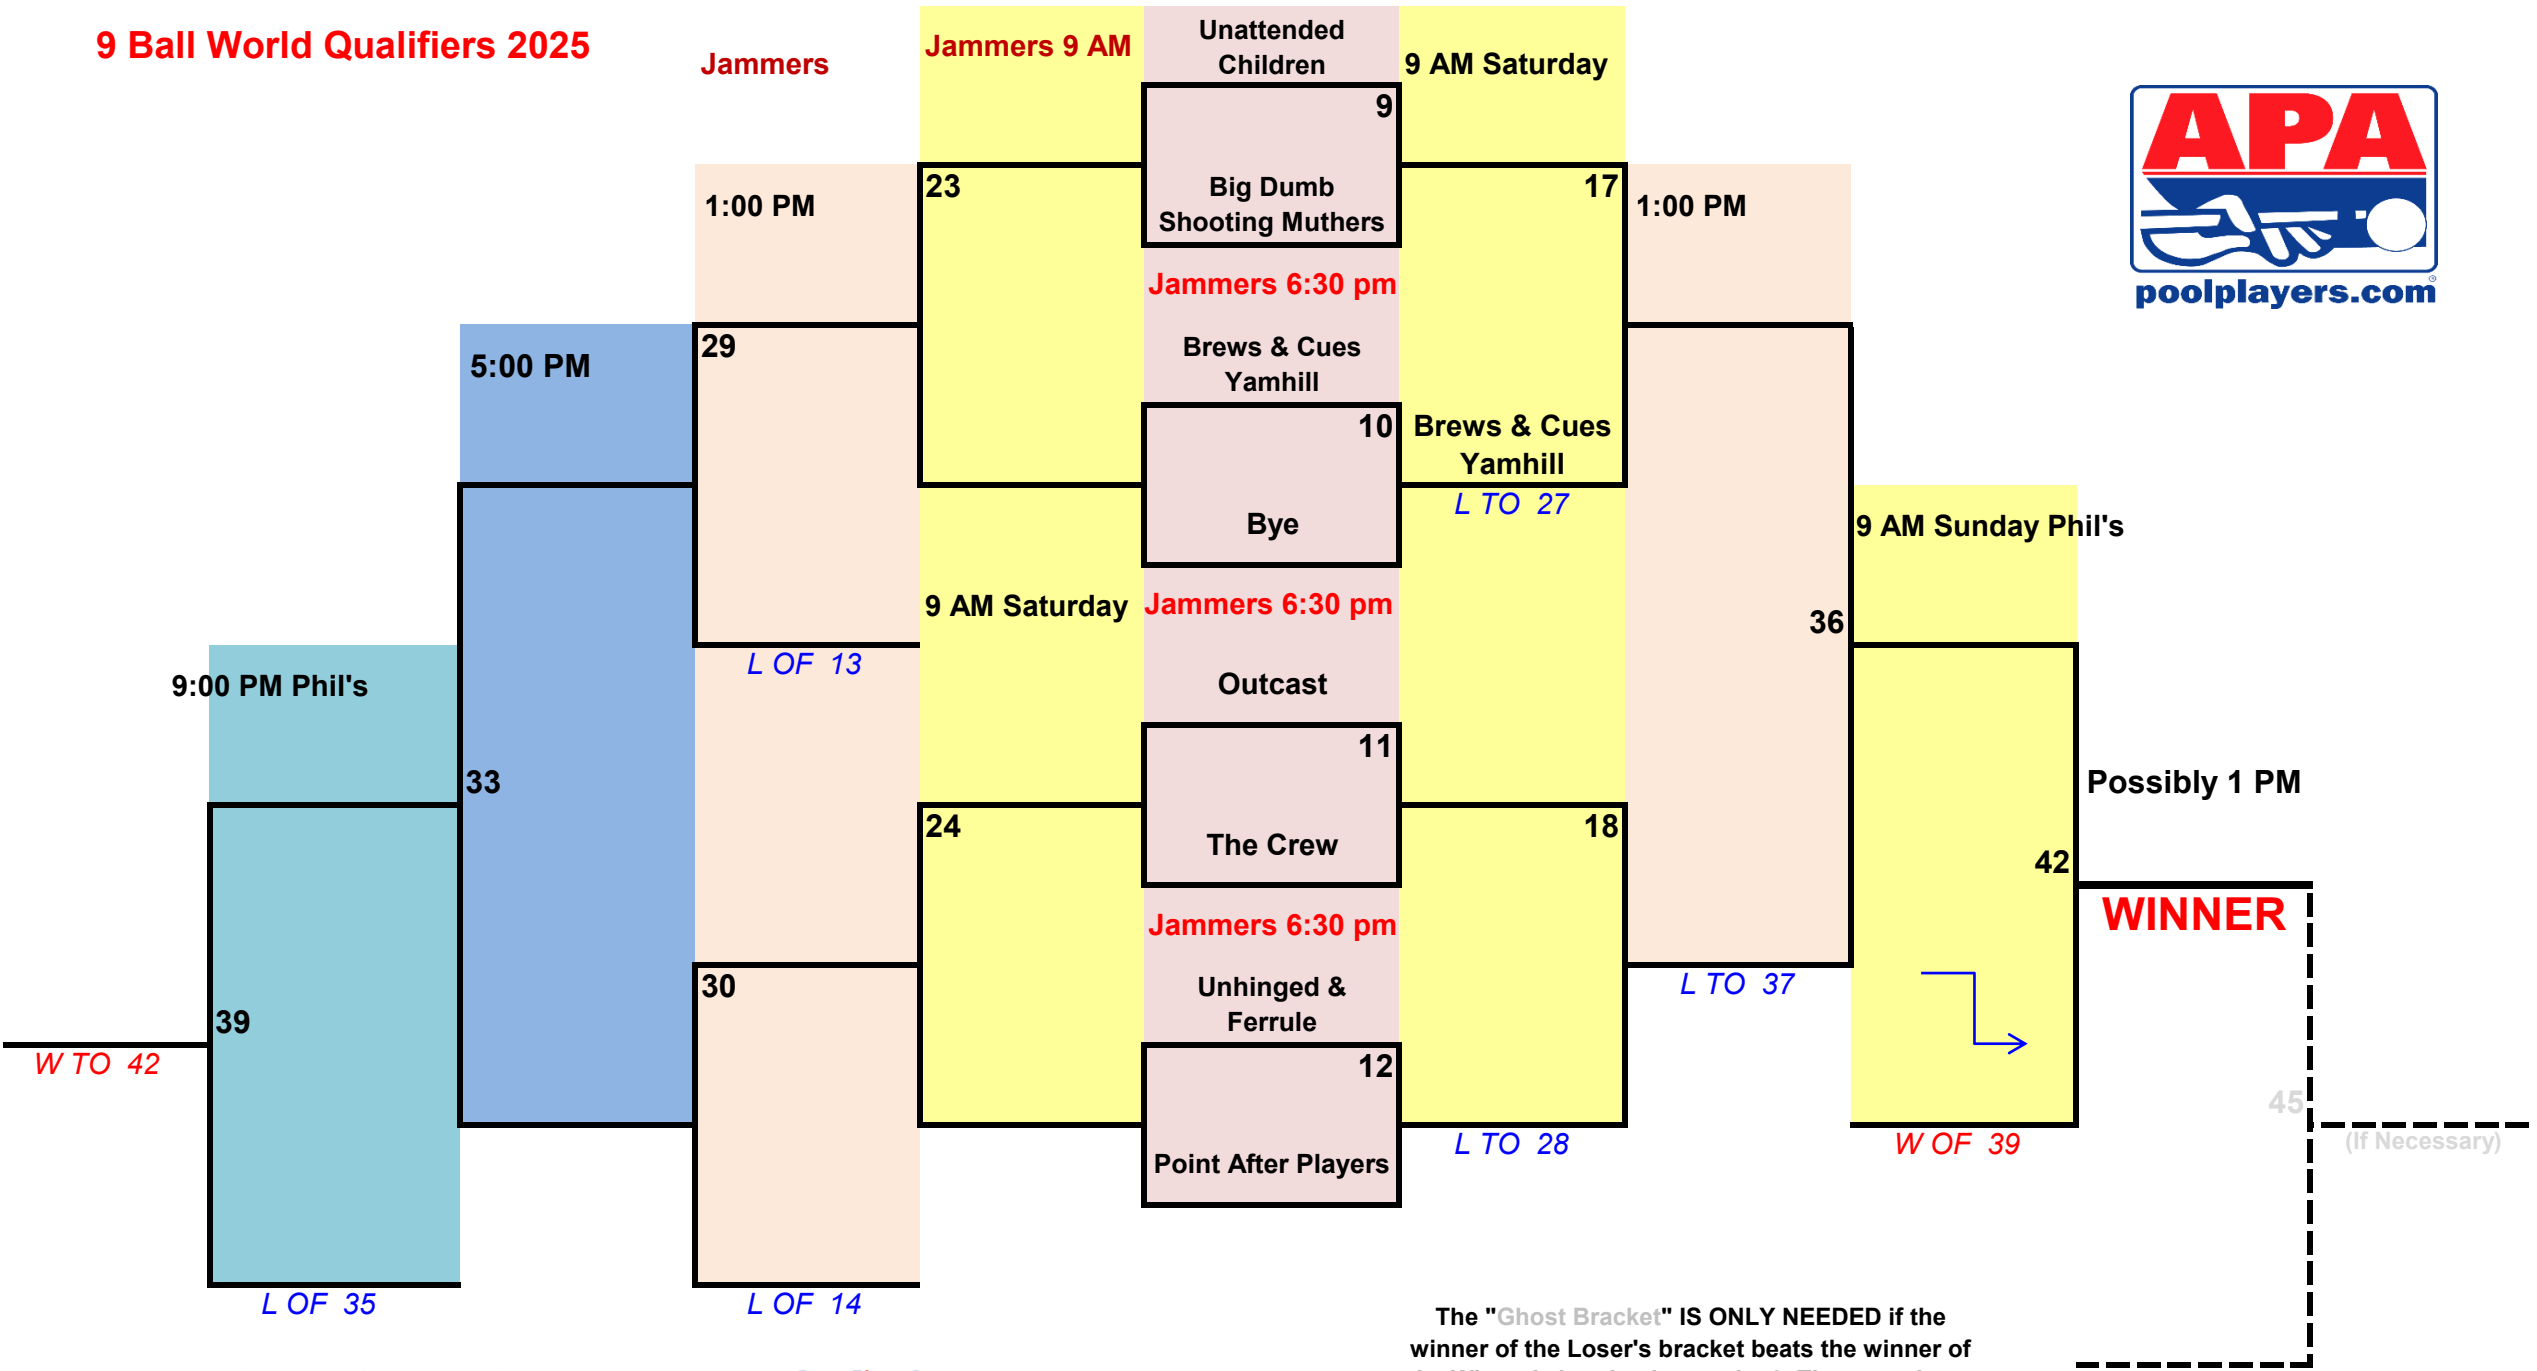 9 Ball World Qualifiers 2025
Jammers
Jammers 9 AM
Unattended
Children
9 AM Saturday
APA
poolplayers.com
®
9
23
Big Dumb
Shooting Muthers
17
1:00 PM
1:00 PM
Jammers 6:30 pm
29
Brews & Cues
Yamhill
5:00 PM
10
Brews & Cues
Yamhill
L TO 27
Bye
9 AM Sunday Phil's
9 AM Saturday
Jammers 6:30 pm
36
L OF 13
Outcast
9:00 PM Phil's
11
33
Possibly 1 PM
24
The Crew
18
42
WINNER
Jammers 6:30 pm
30
Unhinged &
Ferrule
L TO 37
39
W TO 42
12
45
L TO 28
W OF 39
(If Necessary)
Point After Players
L OF 35
L OF 14
The "Ghost Bracket" IS ONLY NEEDED if the
winner of the Loser's bracket beats the winner of